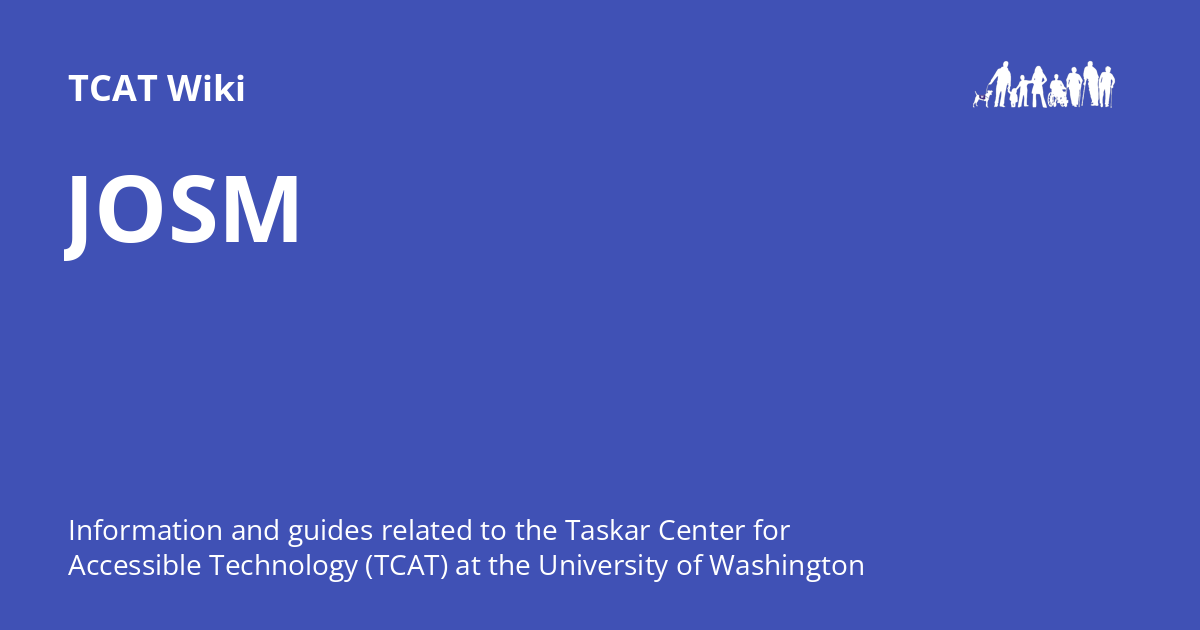 TCAT Wiki
JOSM
Information and guides related to the Taskar Center for
Accessible Technology (TCAT) at the University of Washington